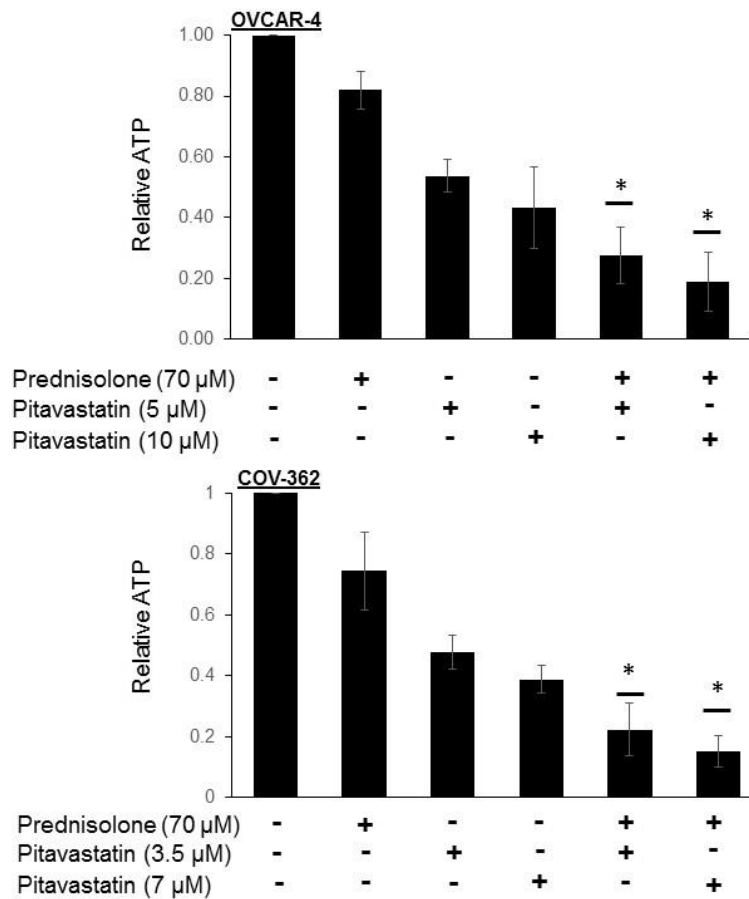 OVCAR-4
1.00
0.80
0.60
0.40
0.20
0.00
Relative ATP
* *
Prednisolone (70 µM) - + - - + +
Pitavastatin (5 µM) - - + - + -
Pitavastatin (10 µM) - - - + - +
COV-362
1
0.8
0.6
0.4
0.2
0
Relative ATP
* *
Prednisolone (70 µM) - + - - + +
Pitavastatin (3.5 µM) - - + - + -
Pitavastatin (7 µM) - - - + - +